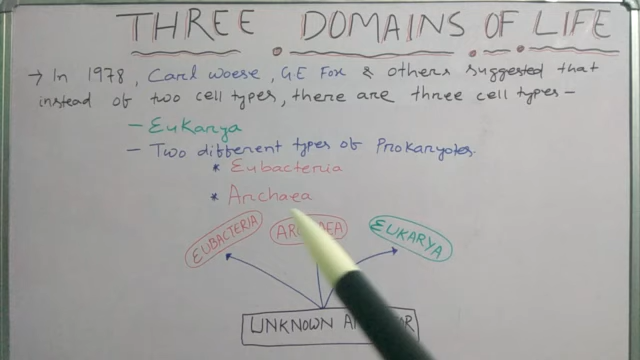 THREE DOMAINS OF LIFE
→ In 1978, Carl Woese, G.E Fox & others suggested that
instead of two cell types, there are three cell types -
- Eukarya
- Two different types of Prokaryotes.
* Eubacteria
* Archaea
EUBACTERIA
EUKARYA
UNKNOWN